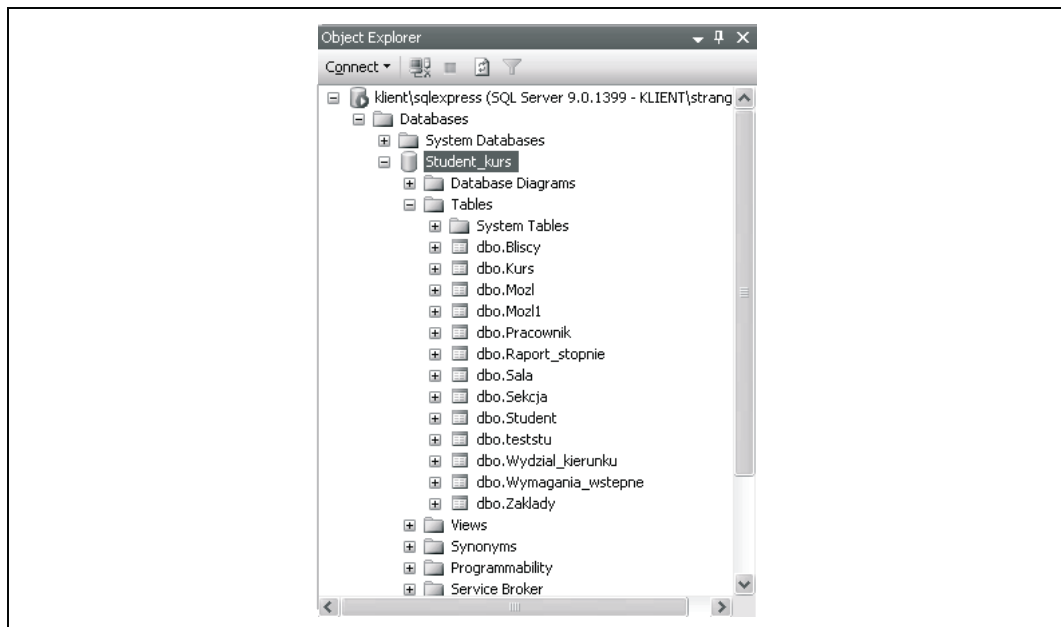 Object Explorer
Connect
klient\sqlexpress (SQL Server 9.0.1399 - KLIENT\strang
Databases
System Databases
Student_kurs
Database Diagrams
Tables
System Tables
dbo.Bliscy
dbo.Kurs
dbo.Mozl
dbo.Mozl1
dbo.Pracownik
dbo.Raport_stopnie
dbo.Sala
dbo.Sekcja
dbo.Student
dbo.teststu
dbo.Wydzial_kierunku
dbo.Wymagania_wstepne
dbo.Zaklady
Views
Synonyms
Programmability
Service Broker